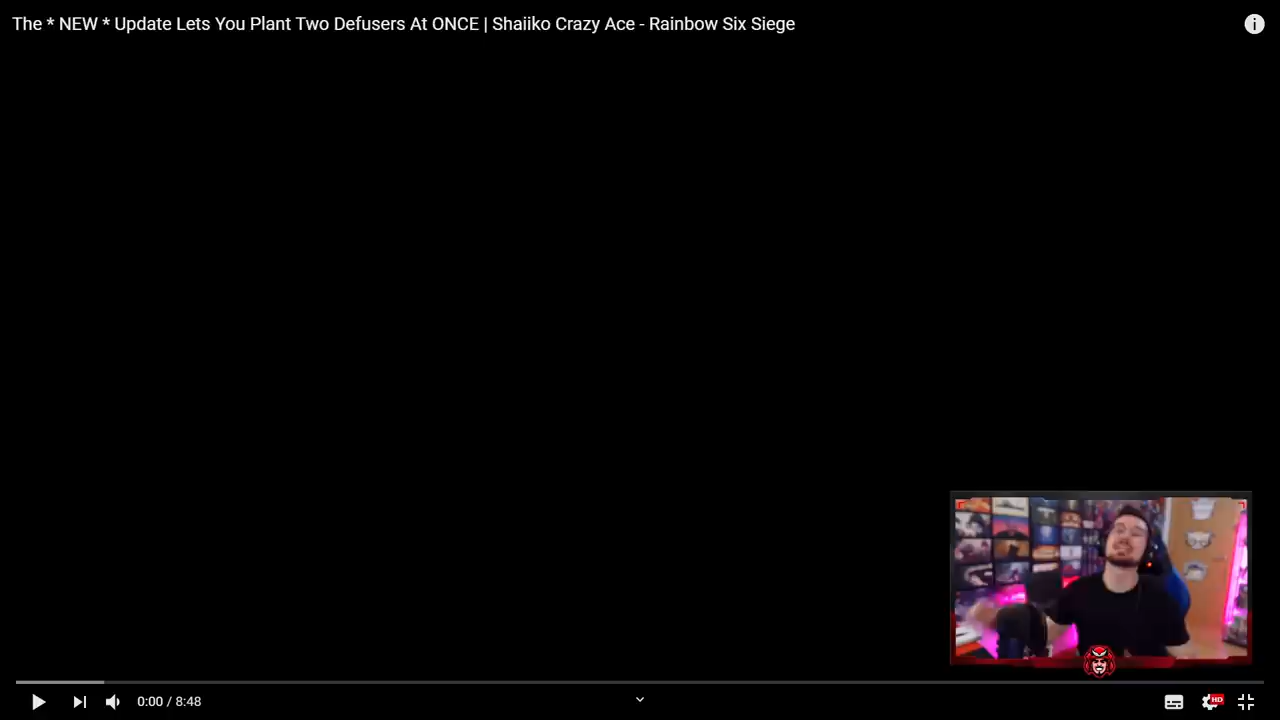 The * NEW * Update Lets You Plant Two Defusers At ONCE | Shaiiko Crazy Ace - Rainbow Six Siege
0:00 / 8:48
HD